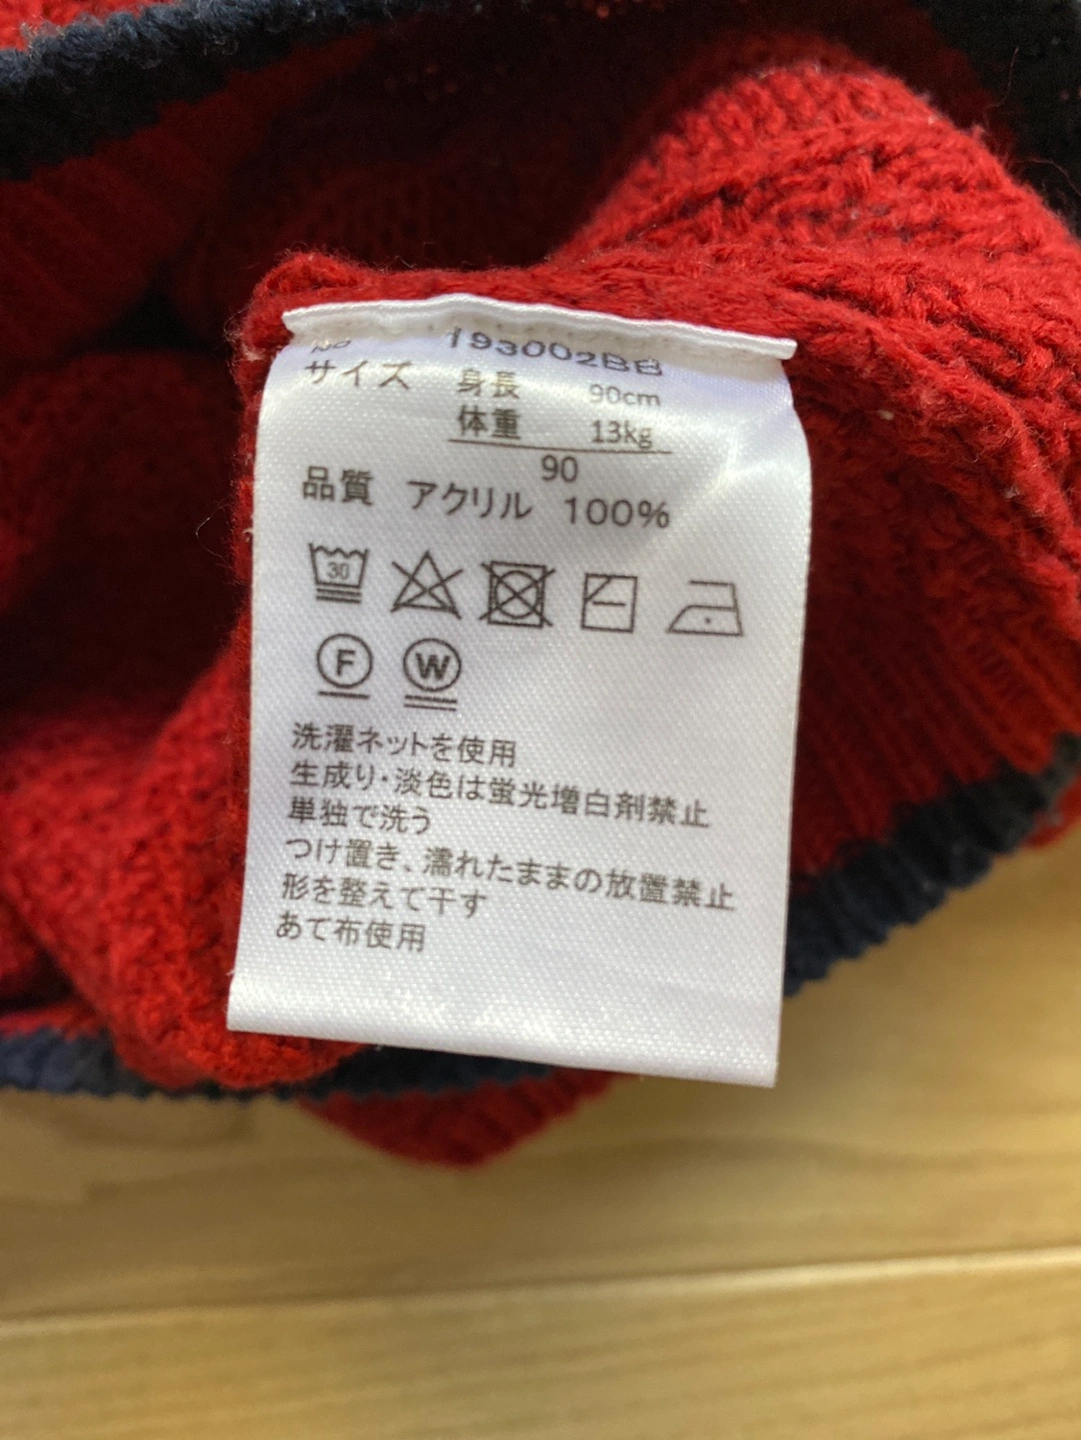 No 193002BB
サイズ 身長 90cm
体重 13kg
90
品質 アクリル 100%
30
F W
洗濯ネットを使用
生成り・淡色は蛍光増白剤禁止
単独で洗う
つけ置き、濡れたままの放置禁止
形を整えて干す
あて布使用